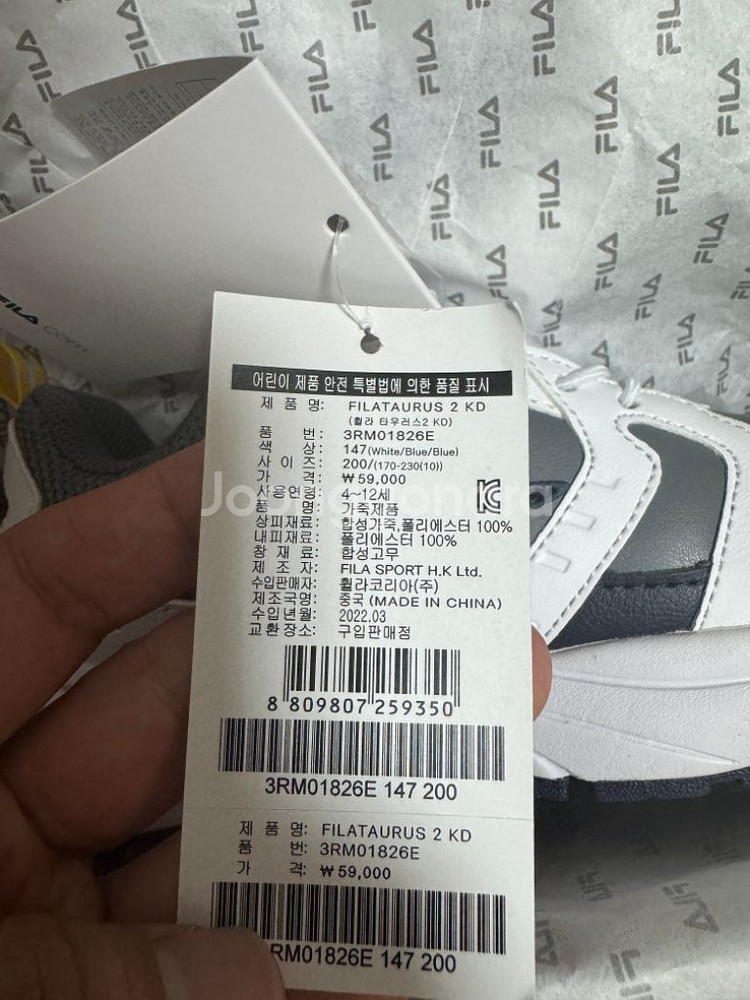 FILA
FILA.com
어린이 제품 안전 특별법에 의한 품질 표시
제 품 명: FILATAURUS 2 KD
(휠라 타우러스2 KD)
품 번: 3RM01826E
색 상: 147(White/Blue/Blue)
사 이 즈: 200/(170-230(10))
가 격: ₩59,000
사용연령: 4~12세
품 명: 가죽제품
상피재료: 합성가죽,폴리에스터 100%
내피재료: 폴리에스터 100%
창 재료: 합성고무
제 조 자: FILA SPORT H.K Ltd.
수입판매자: 휠라코리아(주)
제조국명: 중국 (MADE IN CHINA)
수입년월: 2022.03
교환장소: 구입판매점
8 809807 259350
3RM01826E 147 200
제 품 명: FILATAURUS 2 KD
품 번: 3RM01826E
가 격: ₩59,000
RM01826E 147 200
Joongonara